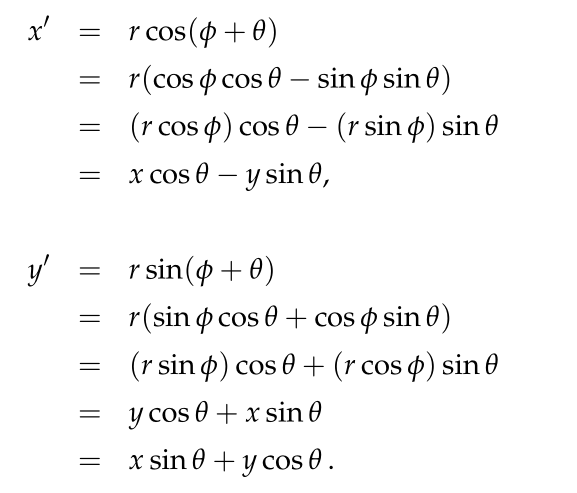 x′ = r cos(ϕ + θ)
= r(cos ϕ cos θ − sin ϕ sin θ)
= (r cos ϕ) cos θ − (r sin ϕ) sin θ
= x cos θ − y sin θ,
y′ = r sin(ϕ + θ)
= r(sin ϕ cos θ + cos ϕ sin θ)
= (r sin ϕ) cos θ + (r cos ϕ) sin θ
= y cos θ + x sin θ
= x sin θ + y cos θ .